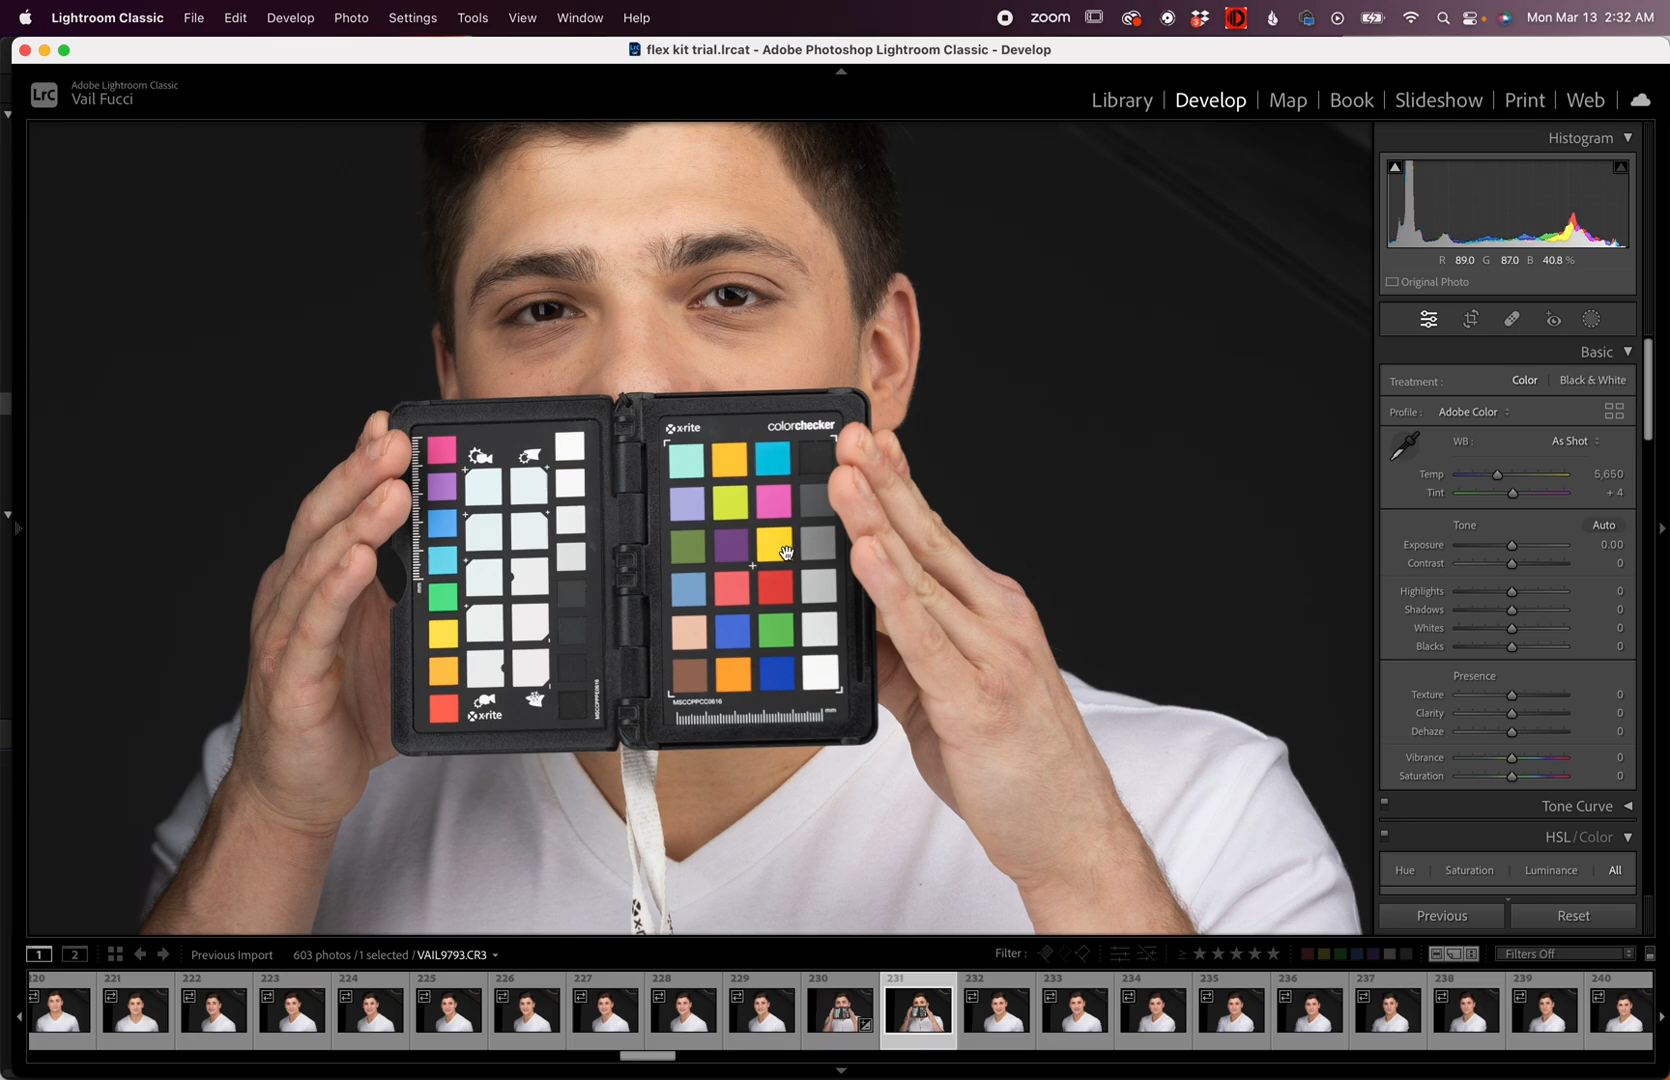 Lightroom Classic File Edit Develop Photo Settings Tools View Window Help zoom 3 Mon Mar 13 2:32 AM
flex kit trial.lrcat - Adobe Photoshop Lightroom Classic - Develop
LrC Adobe Lightroom Classic
Vail Fucci
Library | Develop | Map | Book | Slideshow | Print | Web
Histogram
R 89.0 G 87.0 B 40.8 %
Original Photo
Basic
Treatment : Color Black & White
Profile : Adobe Color
WB : As Shot
Temp 5,650
Tint + 4
Tone Auto
Exposure 0.00
Contrast 0
Highlights 0
Shadows 0
Whites 0
Blacks 0
Presence
Texture 0
Clarity 0
Dehaze 0
Vibrance 0
Saturation 0
Tone Curve
HSL / Color
Hue Saturation Luminance All
Previous Reset
x-rite colorchecker
MSCCPPCC0616
mm
x-rite
MSCCPPFE0616
1 2 Previous Import 603 photos / 1 selected / VAIL9793.CR3 Filter : Filters Off
220 221 222 223 224 225 226 227 228 229 230 231 232 233 234 235 236 237 238 239 240